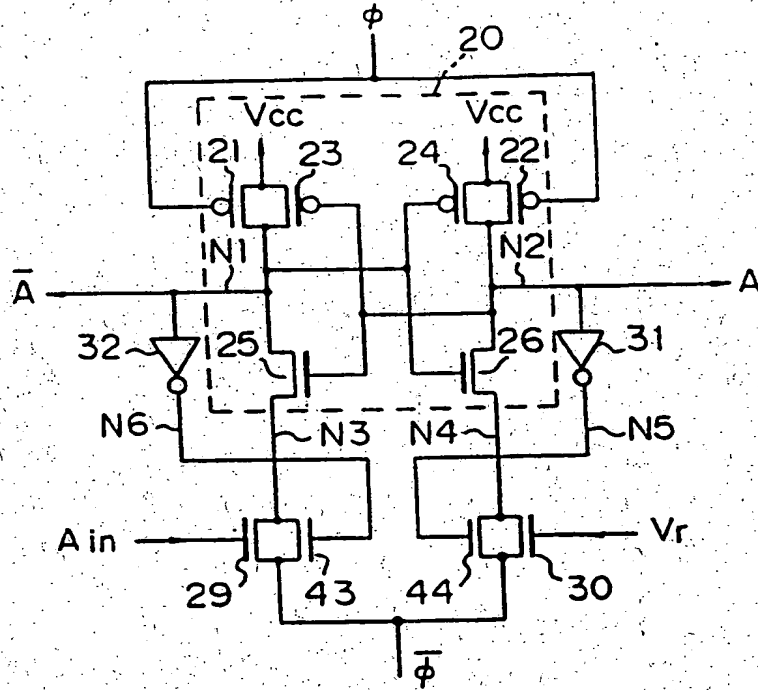 ϕ
20
Vcc Vcc
21 23 24 22
N1 N2
A̅ A
32 25 26 31
N6 N3 N4 N5
A in Vr
29 43 44 30
ϕ̅